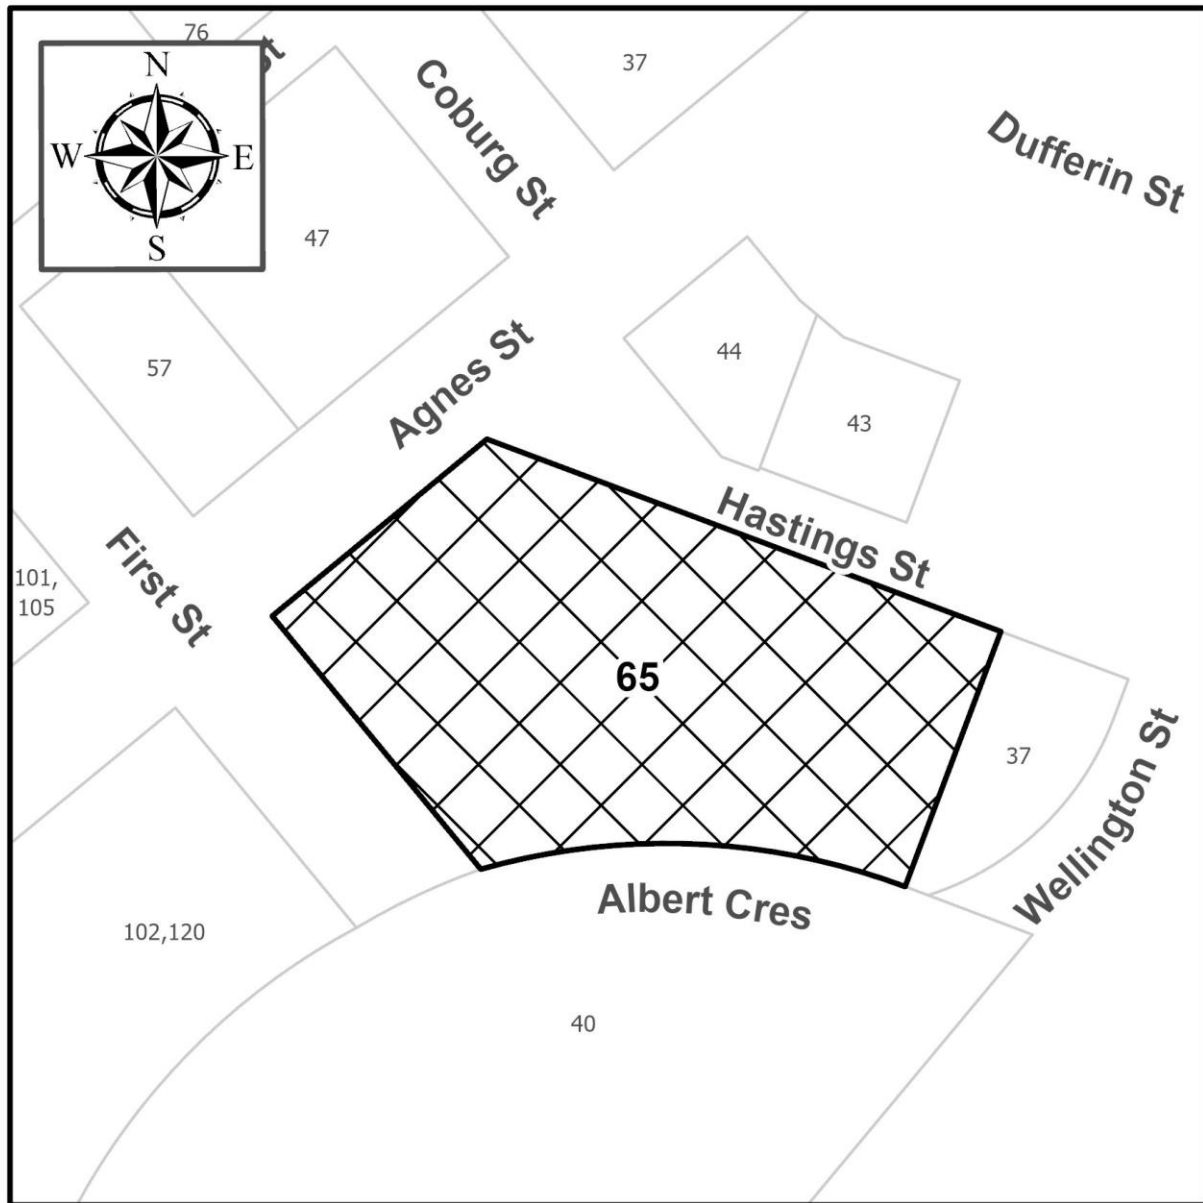 76
St
37
N
W
E
S
Coburg St
Dufferin St
47
44
57
Agnes St
43
Hastings St
First St
101,
105
65
37
Wellington St
Albert Cres
102,120
40